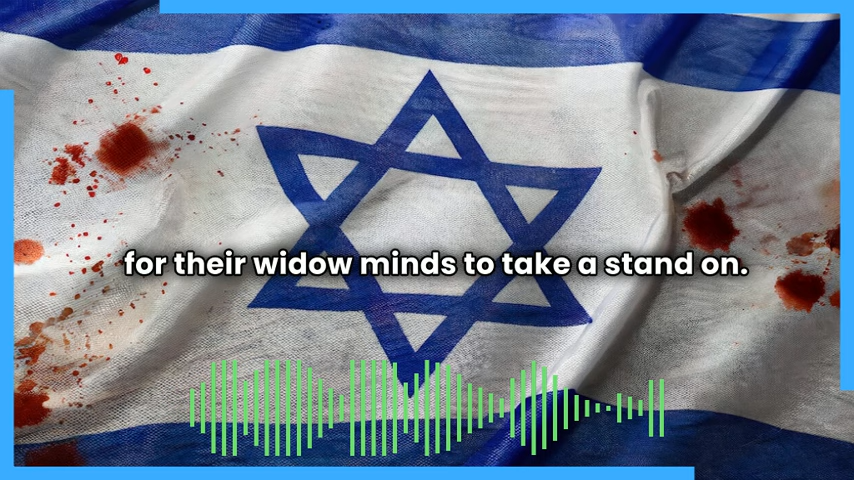 for their widow minds to take a stand on.